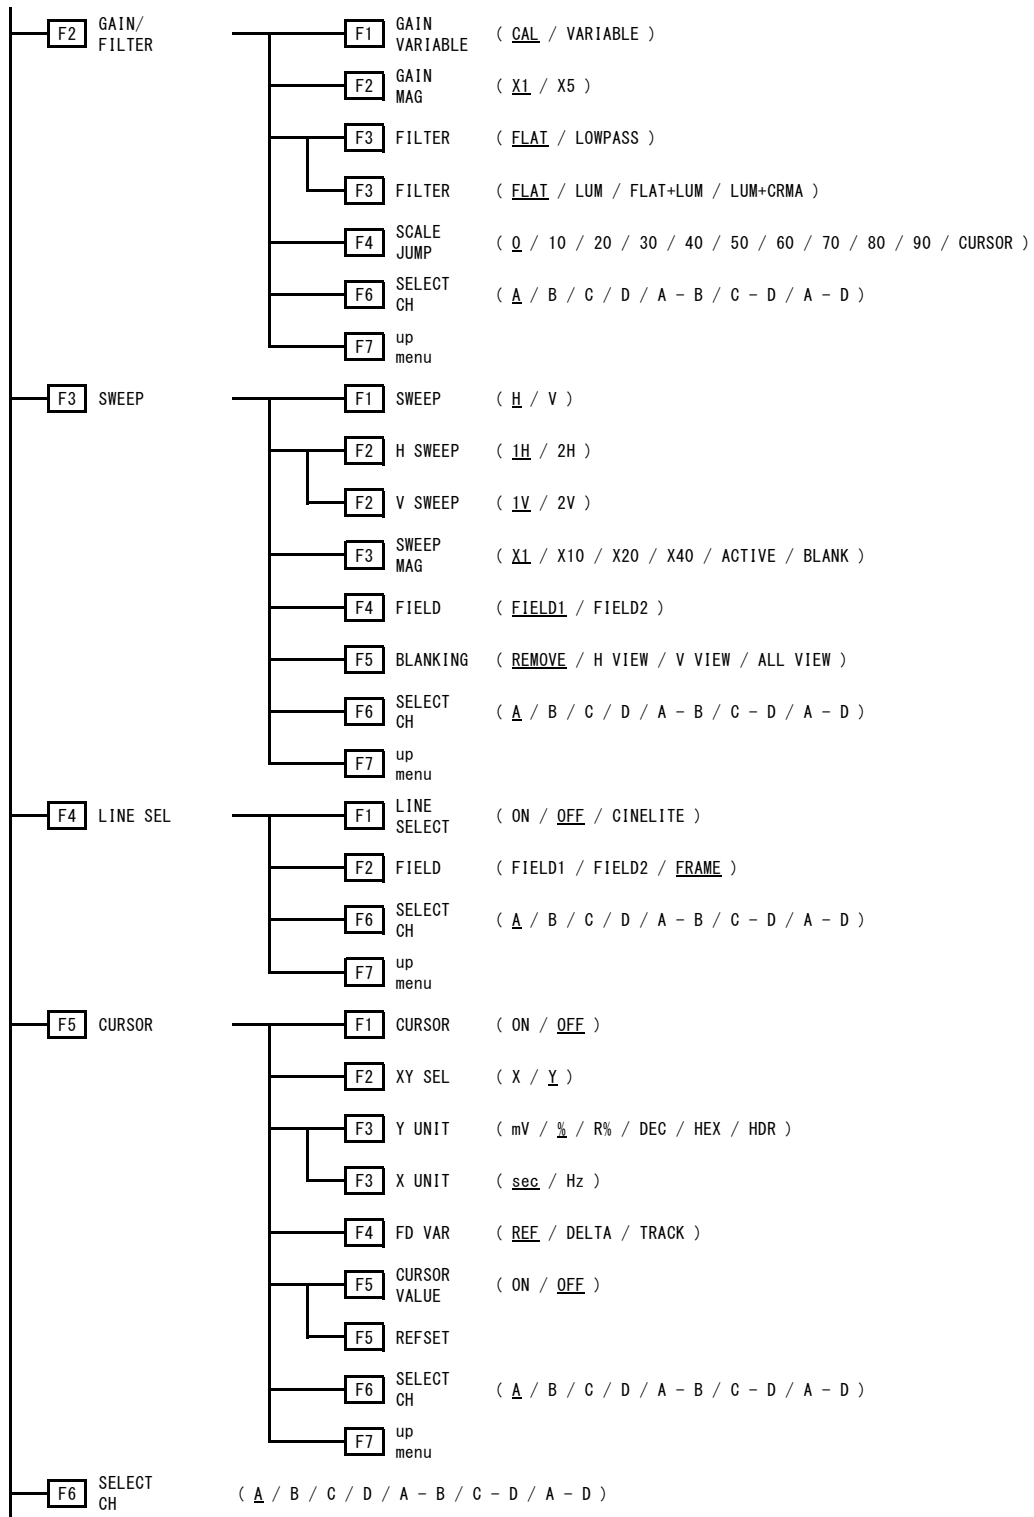 F2 GAIN/ FILTER
F1 GAIN VARIABLE ( CAL / VARIABLE )
F2 GAIN MAG ( X1 / X5 )
F3 FILTER ( FLAT / LOWPASS )
F3 FILTER ( FLAT / LUM / FLAT+LUM / LUM+CRMA )
F4 SCALE JUMP ( 0 / 10 / 20 / 30 / 40 / 50 / 60 / 70 / 80 / 90 / CURSOR )
F6 SELECT CH ( A / B / C / D / A - B / C - D / A - D )
F7 up menu
F3 SWEEP
F1 SWEEP ( H / V )
F2 H SWEEP ( 1H / 2H )
F2 V SWEEP ( 1V / 2V )
F3 SWEEP MAG ( X1 / X10 / X20 / X40 / ACTIVE / BLANK )
F4 FIELD ( FIELD1 / FIELD2 )
F5 BLANKING ( REMOVE / H VIEW / V VIEW / ALL VIEW )
F6 SELECT CH ( A / B / C / D / A - B / C - D / A - D )
F7 up menu
F4 LINE SEL
F1 LINE SELECT ( ON / OFF / CINELITE )
F2 FIELD ( FIELD1 / FIELD2 / FRAME )
F6 SELECT CH ( A / B / C / D / A - B / C - D / A - D )
F7 up menu
F5 CURSOR
F1 CURSOR ( ON / OFF )
F2 XY SEL ( X / Y )
F3 Y UNIT ( mV / % / R% / DEC / HEX / HDR )
F3 X UNIT ( sec / Hz )
F4 FD VAR ( REF / DELTA / TRACK )
F5 CURSOR VALUE ( ON / OFF )
F5 REFSET
F6 SELECT CH ( A / B / C / D / A - B / C - D / A - D )
F7 up menu
F6 SELECT CH ( A / B / C / D / A - B / C - D / A - D )